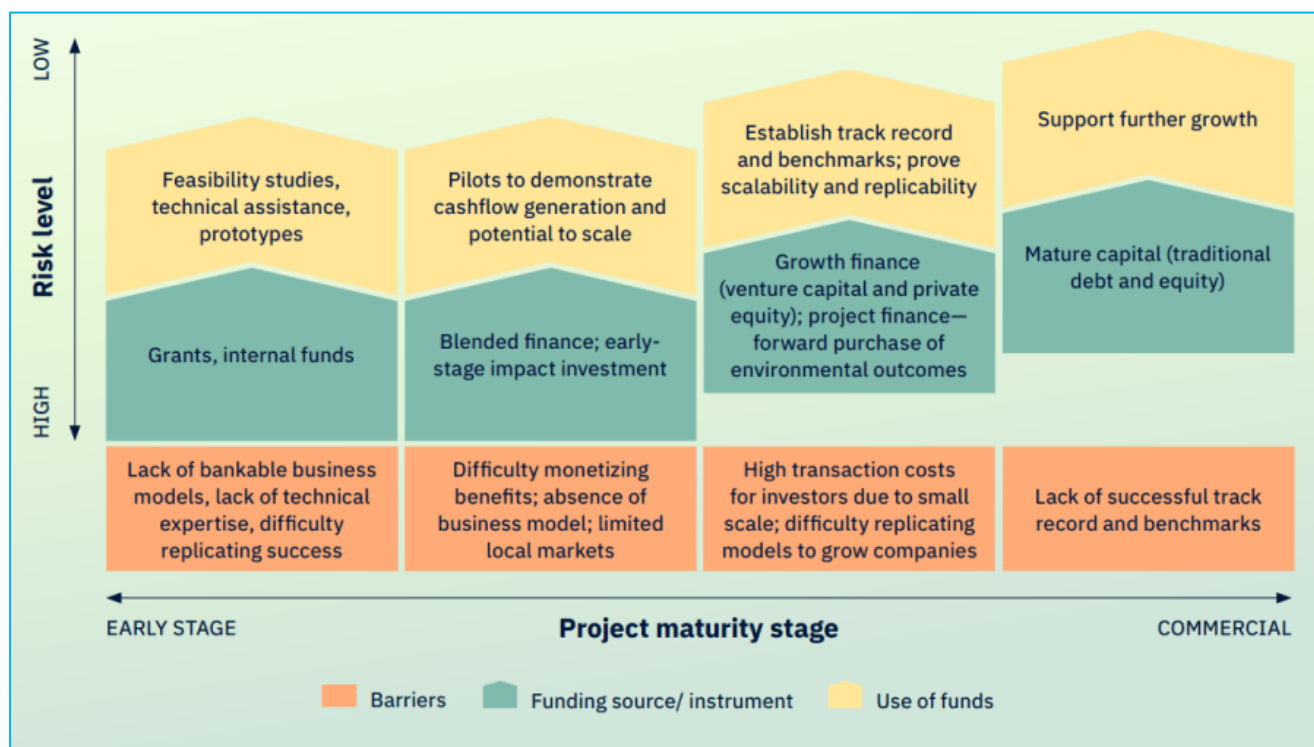 LOW
Risk level
HIGH
Feasibility studies,
technical assistance,
prototypes
Grants, internal funds
Lack of bankable business
models, lack of technical
expertise, difficulty
replicating success
Pilots to demonstrate
cashflow generation and
potential to scale
Blended finance; early-
stage impact investment
Difficulty monetizing
benefits; absence of
business model; limited
local markets
Establish track record
and benchmarks; prove
scalability and replicability
Growth finance
(venture capital and private
equity); project finance—
forward purchase of
environmental outcomes
High transaction costs
for investors due to small
scale; difficulty replicating
models to grow companies
Support further growth
Mature capital (traditional
debt and equity)
Lack of successful track
record and benchmarks
EARLY STAGE
Project maturity stage
COMMERCIAL
Barriers
Funding source/ instrument
Use of funds